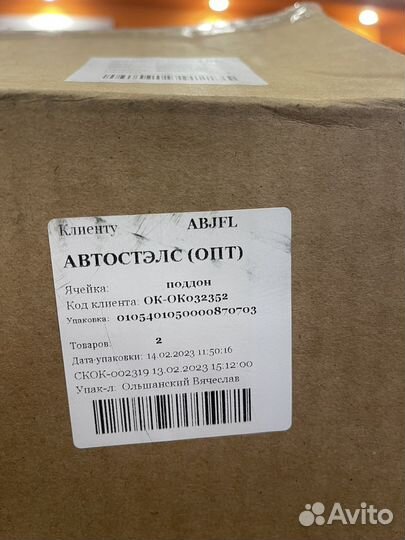 Клиенту ABJFL
АВТОСТЭЛС (ОПТ)
Ячейка: поддон
Код клиента: ОК-ОК032352
Упаковка: 0105401050000870703
Товаров: 2
Дата упаковки: 14.02.2023 11:50:16
СКОК-002319 13.02.2023 15:12:00
Упак-л: Ольшанский Вячеслав
Avito